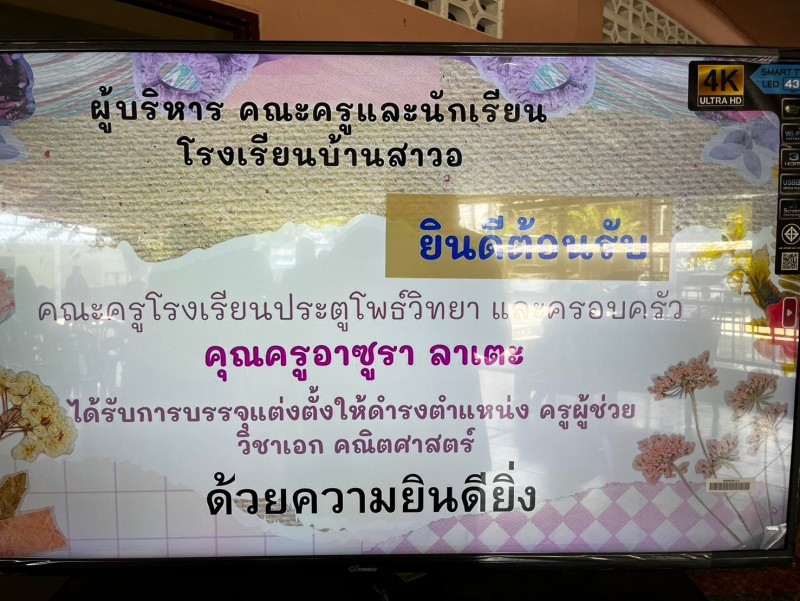 ผู้บริหาร คณะครูและนักเรียน
โรงเรียนบ้านสาวอ
ยินดีต้อนรับ
คณะครูโรงเรียนประตูโพธ์วิทยา และครอบครัว
คุณครูอาซูรา ลาเตะ
ได้รับการบรรจุแต่งตั้งให้ดำรงตำแหน่ง ครูผู้ช่วย
วิชาเอก คณิตศาสตร์
ด้วยความยินดียิ่ง
4K
ULTRA HD
SMART T
LED 43